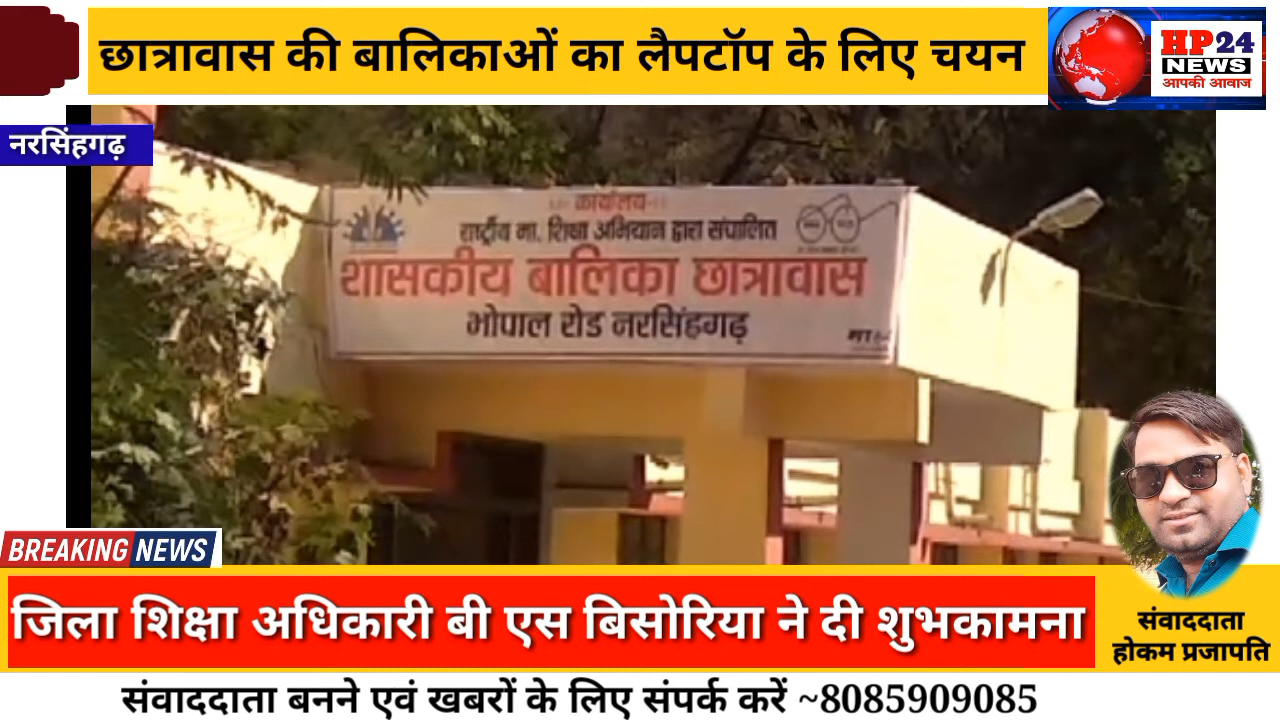 छात्रावास की बालिकाओं का लैपटॉप के लिए चयन
HP24
NEWS
आपकी आवाज
नरसिंहगढ़
कार्यालय
राष्ट्रीय मा. शिक्षा अभियान द्वारा संचालित
शासकीय बालिका छात्रावास
भोपाल रोड नरसिंहगढ़
BREAKING NEWS
जिला शिक्षा अधिकारी बी एस बिसोरिया ने दी शुभकामना
संवाददाता
होकम प्रजापति
संवाददाता बनने एवं खबरों के लिए संपर्क करें ~8085909085